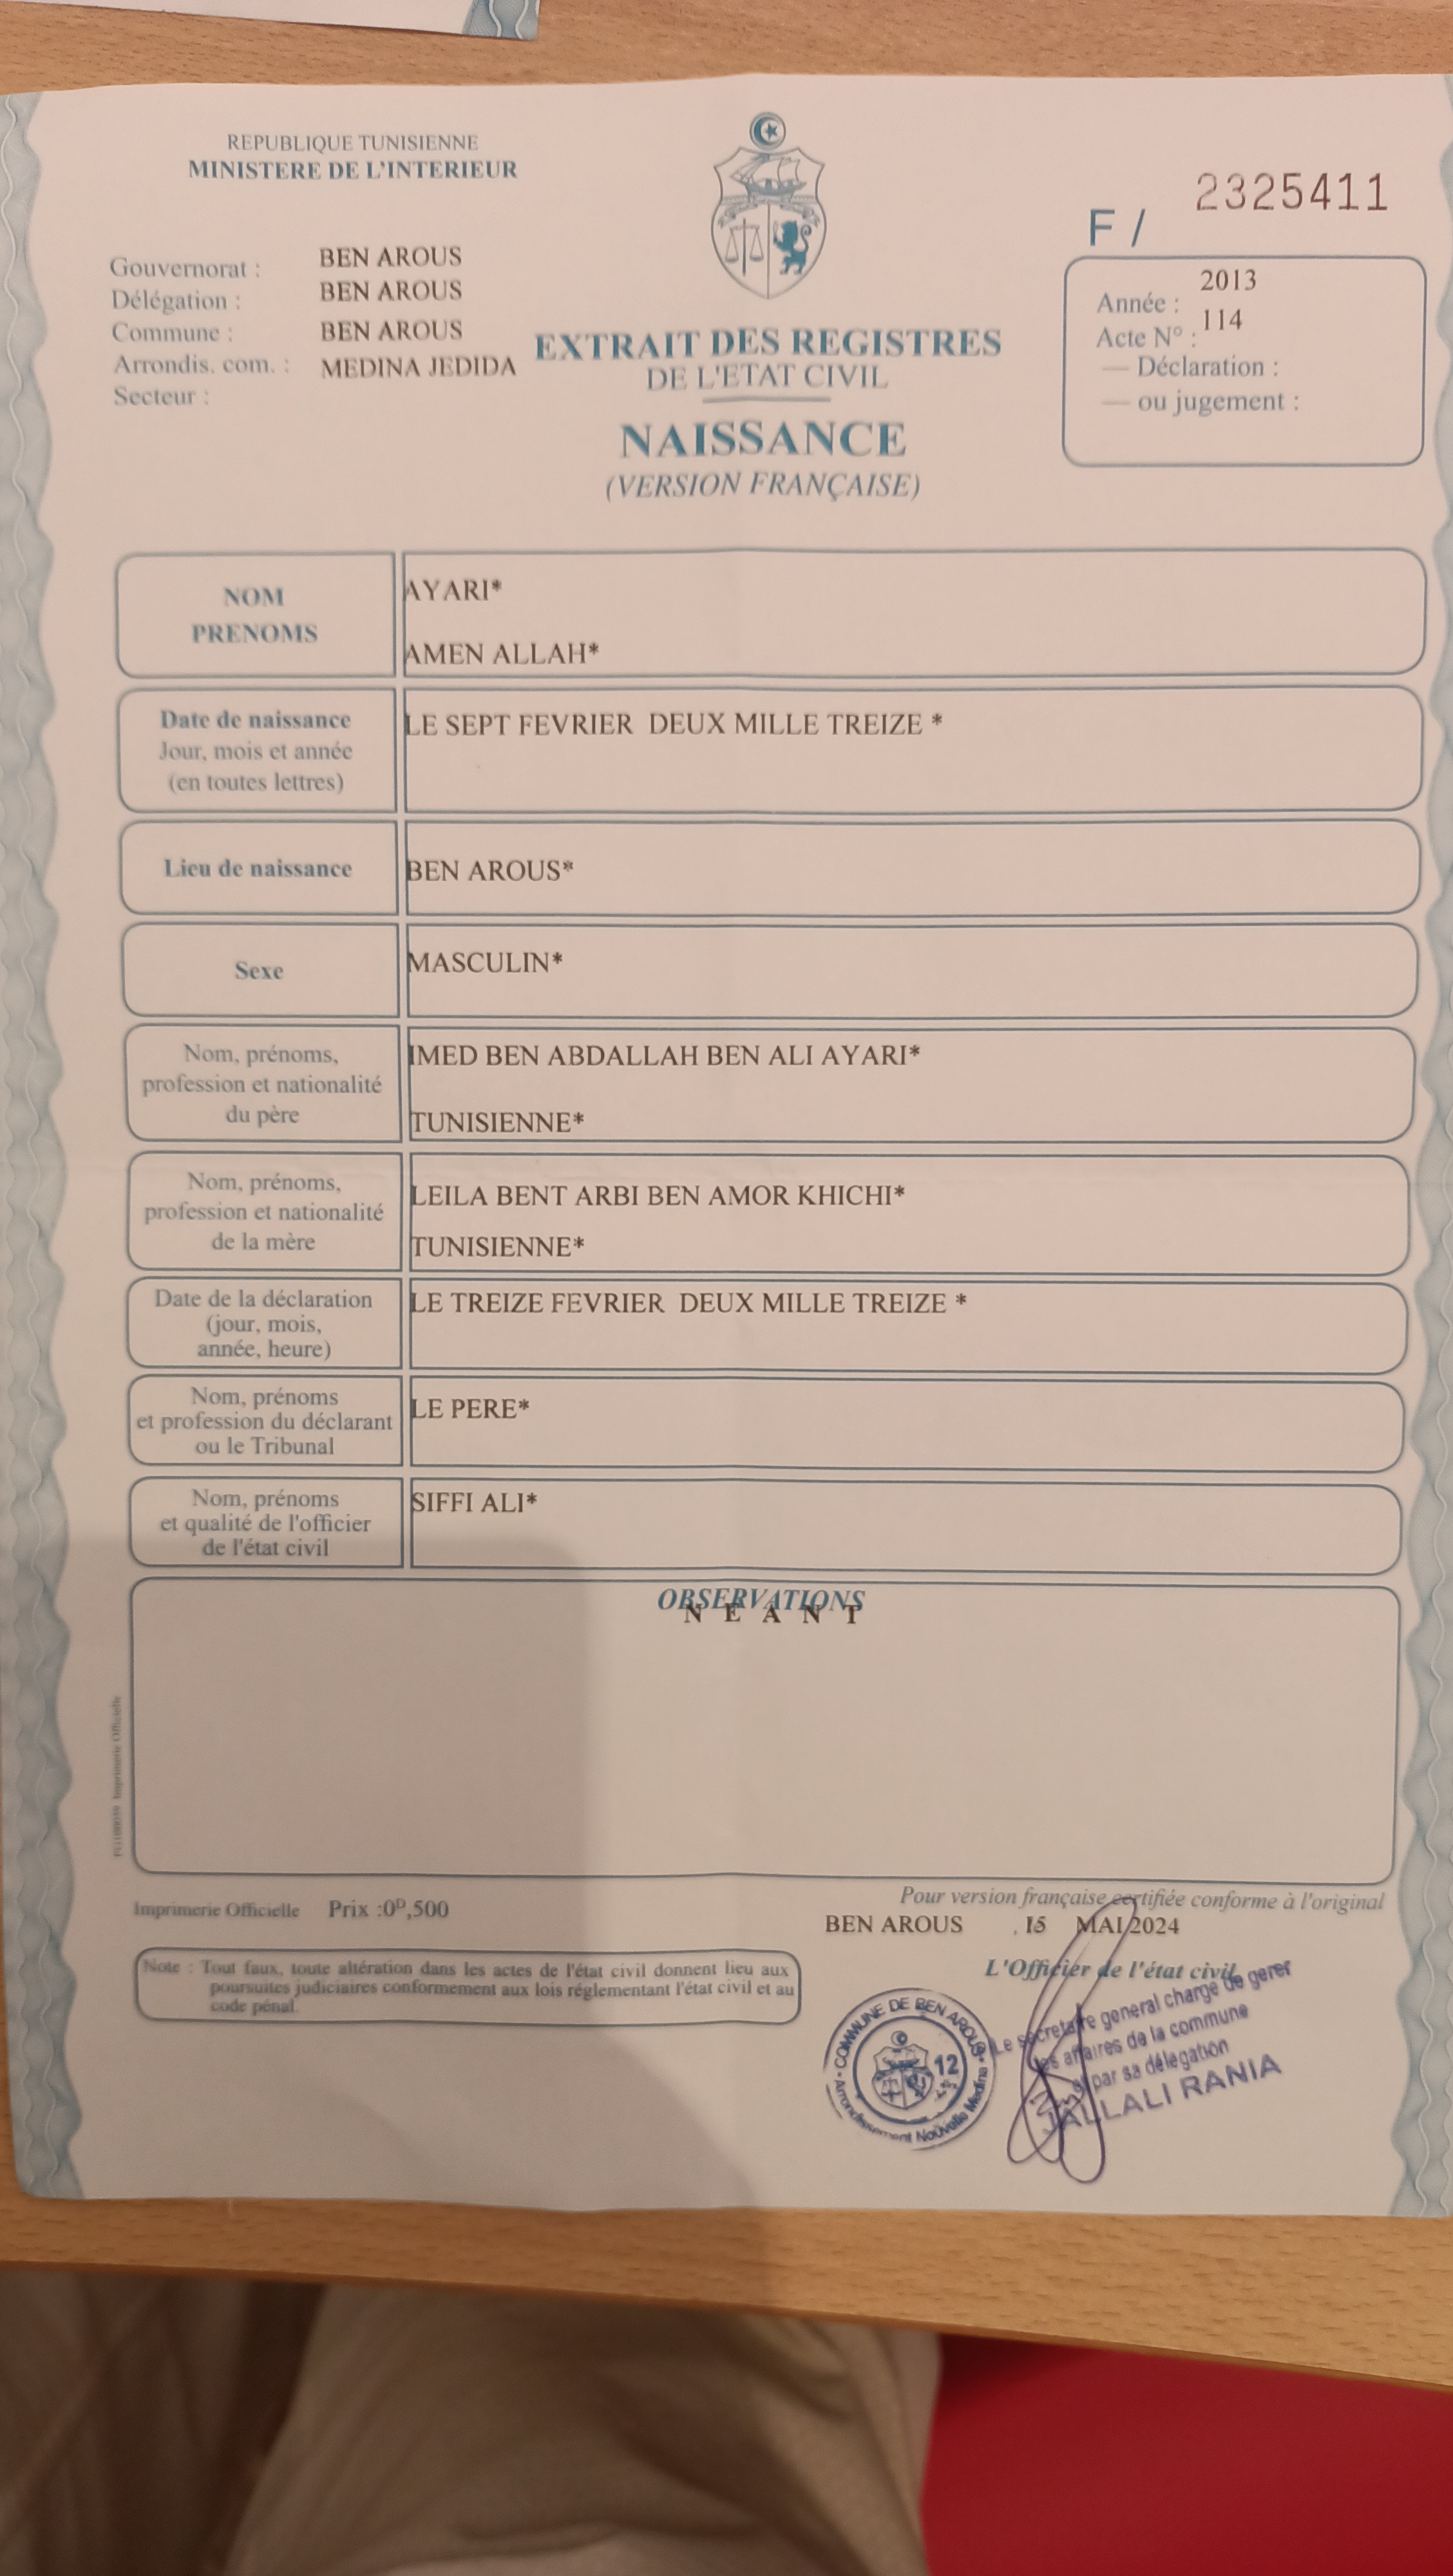 REPUBLIQUE TUNISIENNE
MINISTERE DE L'INTERIEUR
Gouvernorat : BEN AROUS
Délégation : BEN AROUS
Commune : BEN AROUS
Arrondis. com. : MEDINA JEDIDA
Secteur :
EXTRAIT DES REGISTRES
DE L'ETAT CIVIL
NAISSANCE
(VERSION FRANÇAISE)
F / 2325411
Année : 2013
Acte N° : 114
— Déclaration :
— ou jugement :
NOM
PRENOMS
AYARI*
AMEN ALLAH*
Date de naissance
Jour, mois et année
(en toutes lettres)
LE SEPT FEVRIER DEUX MILLE TREIZE *
Lieu de naissance
BEN AROUS*
Sexe
MASCULIN*
Nom, prénoms,
profession et nationalité
du père
IMED BEN ABDALLAH BEN ALI AYARI*
TUNISIENNE*
Nom, prénoms,
profession et nationalité
de la mère
LEILA BENT ARBI BEN AMOR KHICHI*
TUNISIENNE*
Date de la déclaration
(jour, mois,
année, heure)
LE TREIZE FEVRIER DEUX MILLE TREIZE *
Nom, prénoms
et profession du déclarant
ou le Tribunal
LE PERE*
Nom, prénoms
et qualité de l'officier
de l'état civil
SIFFI ALI*
OBSERVATIONS
N E A N T
Imprimerie Officielle
Imprimerie Officielle Prix :0D,500
Pour version française certifiée conforme à l'original
BEN AROUS , 15 MAI 2024
L'Officier de l'état civil
Note : Tout faux, toute altération dans les actes de l'état civil donnent lieu aux
poursuites judiciaires conformement aux lois réglementant l'état civil et au
code pénal.
COMMUNE DE BEN AROUS
Arrondissement Nouvelle Medina
12
Le secretaire general charge de gerer
les affaires de la commune
par sa délegation
JALLALI RANIA